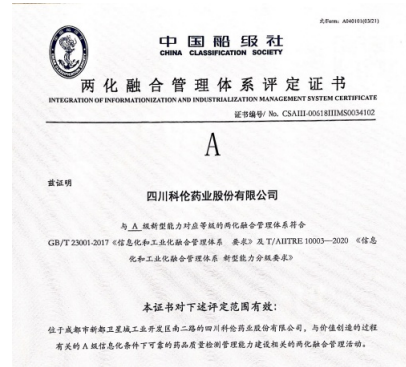 式/Form: A040101(03/21)
中国船级社
CHINA CLASSIFICATION SOCIETY
两化融合管理体系评定证书
INTEGRATION OF INFORMATIONIZATION AND INDUSTRIALIZATION MANAGEMENT SYSTEM CERTIFICATE
证书编号/ No. CSAIII-00618IIIMS0034102
A
兹证明
四川科伦药业股份有限公司
与 A 级新型能力对应等级的两化融合管理体系符合
GB/T 23001-2017《信息化和工业化融合管理体系 要求》及 T/AIITRE 10003—2020 《信息
化和工业化融合管理体系 新型能力分级要求》
本证书对下述评定范围有效：
位于成都市新都卫星城工业开发区南二路的四川科伦药业股份有限公司，与价值创造的过程
有关的 A 级信息化条件下可靠的药品质量检测管理能力建设相关的两化融合管理活动。